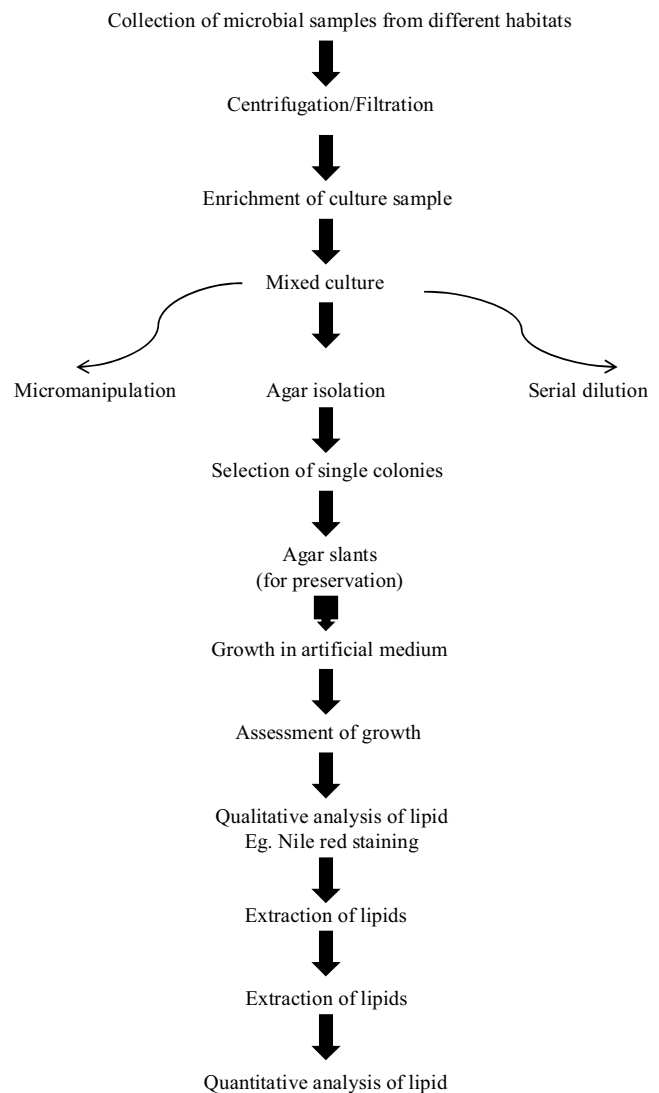 Collection of microbial samples from different habitats
Centrifugation/Filtration
Enrichment of culture sample
Mixed culture
Micromanipulation
Agar isolation
Serial dilution
Selection of single colonies
Agar slants
(for preservation)
Growth in artificial medium
Assessment of growth
Qualitative analysis of lipid
Eg. Nile red staining
Extraction of lipids
Extraction of lipids
Quantitative analysis of lipid